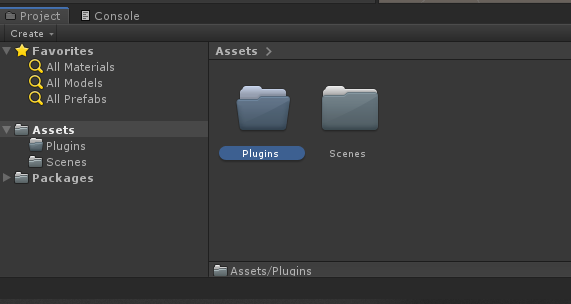 Project Console
Create
Favorites
All Materials
All Models
All Prefabs
Assets
Plugins
Scenes
Packages
Assets >
Plugins Scenes
Assets/Plugins